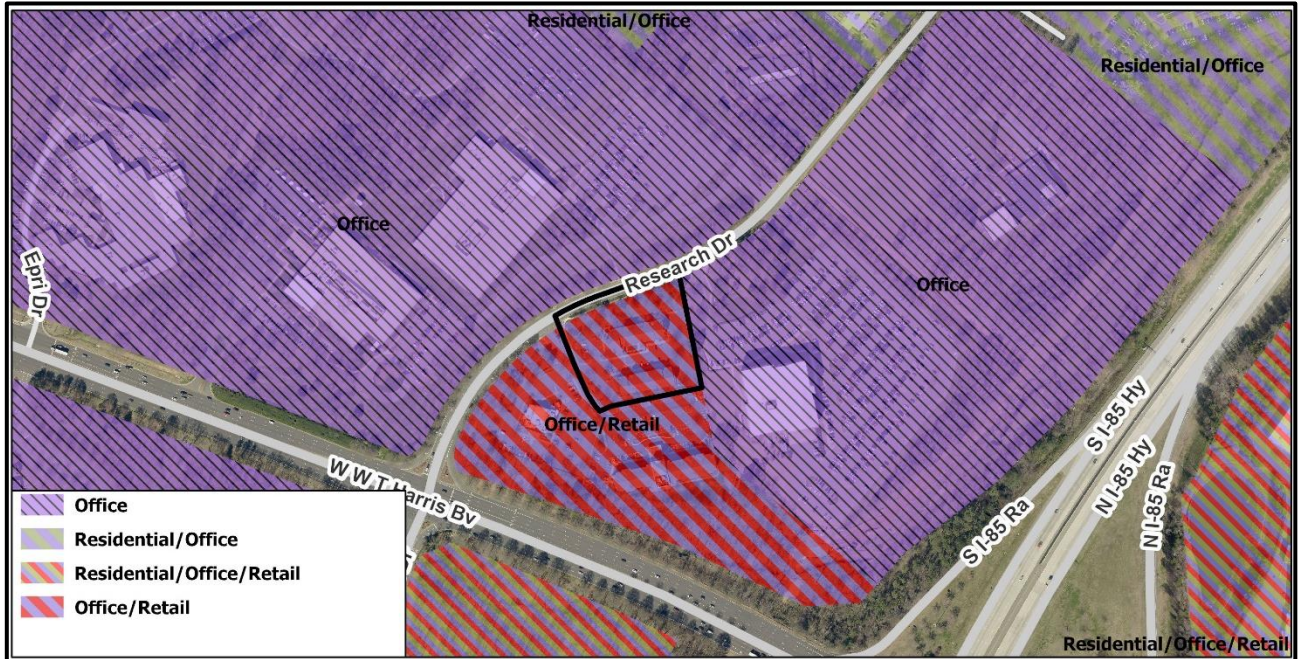 Residential/Office
Residential/Office
Office
Research Dr
Office
Epri Dr
Office/Retail
W W T Harris Bv
S I-85 Hy
N I-85 Hy
S I-85 Ra
N I-85 Ra
Residential/Office/Retail
Office
Residential/Office
Residential/Office/Retail
Office/Retail